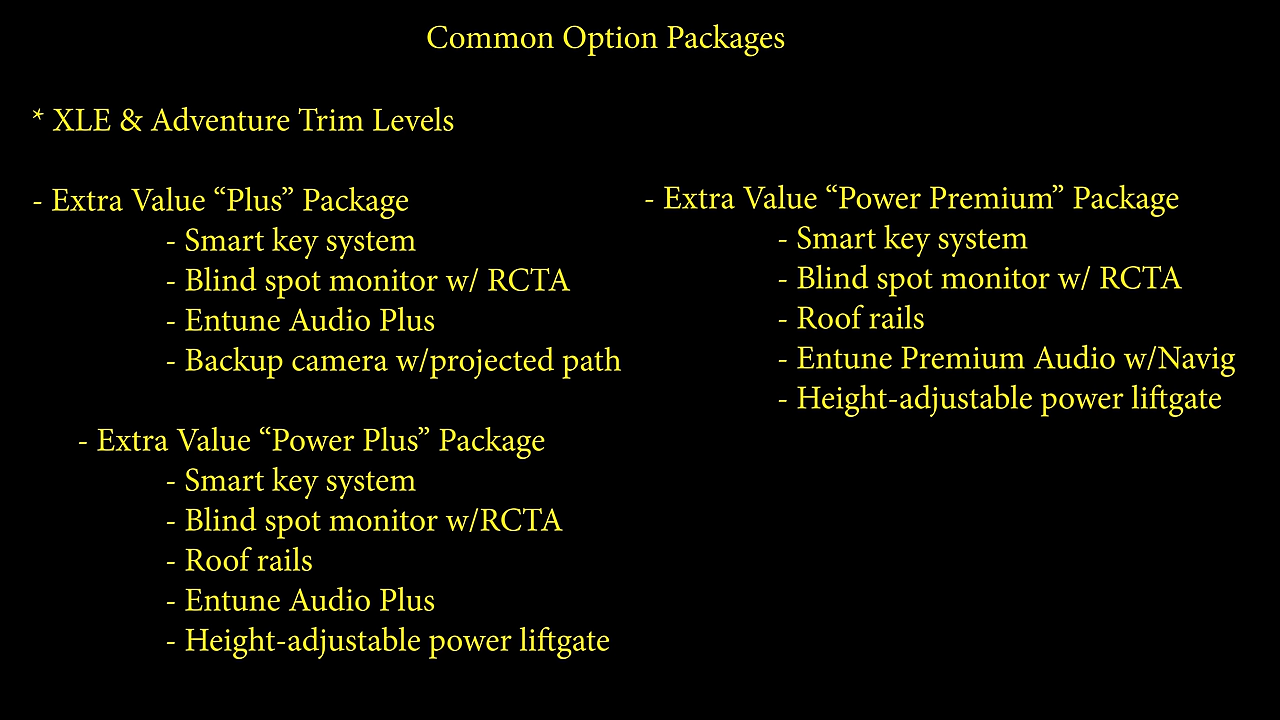 Common Option Packages
* XLE & Adventure Trim Levels
- Extra Value “Plus” Package
- Smart key system
- Blind spot monitor w/ RCTA
- Entune Audio Plus
- Backup camera w/projected path
- Extra Value “Power Plus” Package
- Smart key system
- Blind spot monitor w/RCTA
- Roof rails
- Entune Audio Plus
- Height-adjustable power liftgate
- Extra Value “Power Premium” Package
- Smart key system
- Blind spot monitor w/ RCTA
- Roof rails
- Entune Premium Audio w/Navig
- Height-adjustable power liftgate